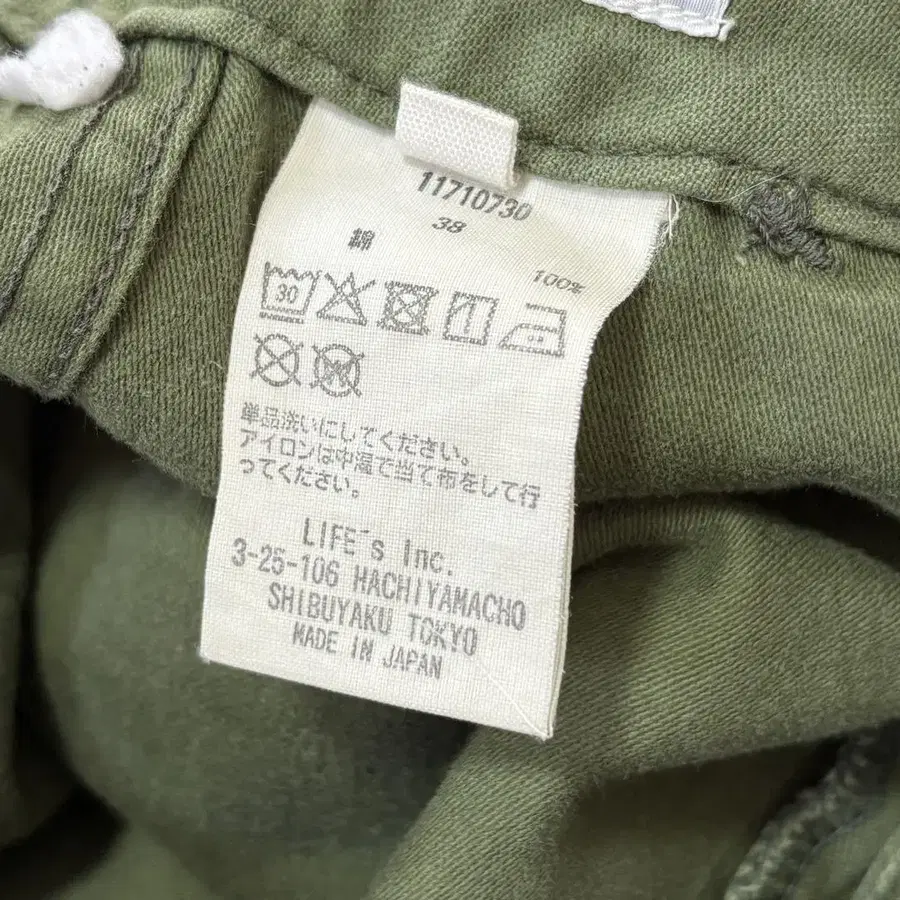 11710730
38
綿 100%
30
W
単品洗いにしてください。
アイロンは中温で当て布をして行
ってください。
LIFE's Inc.
3-25-106 HACHIYAMACHO
SHIBUYAKU TOKYO
MADE IN JAPAN